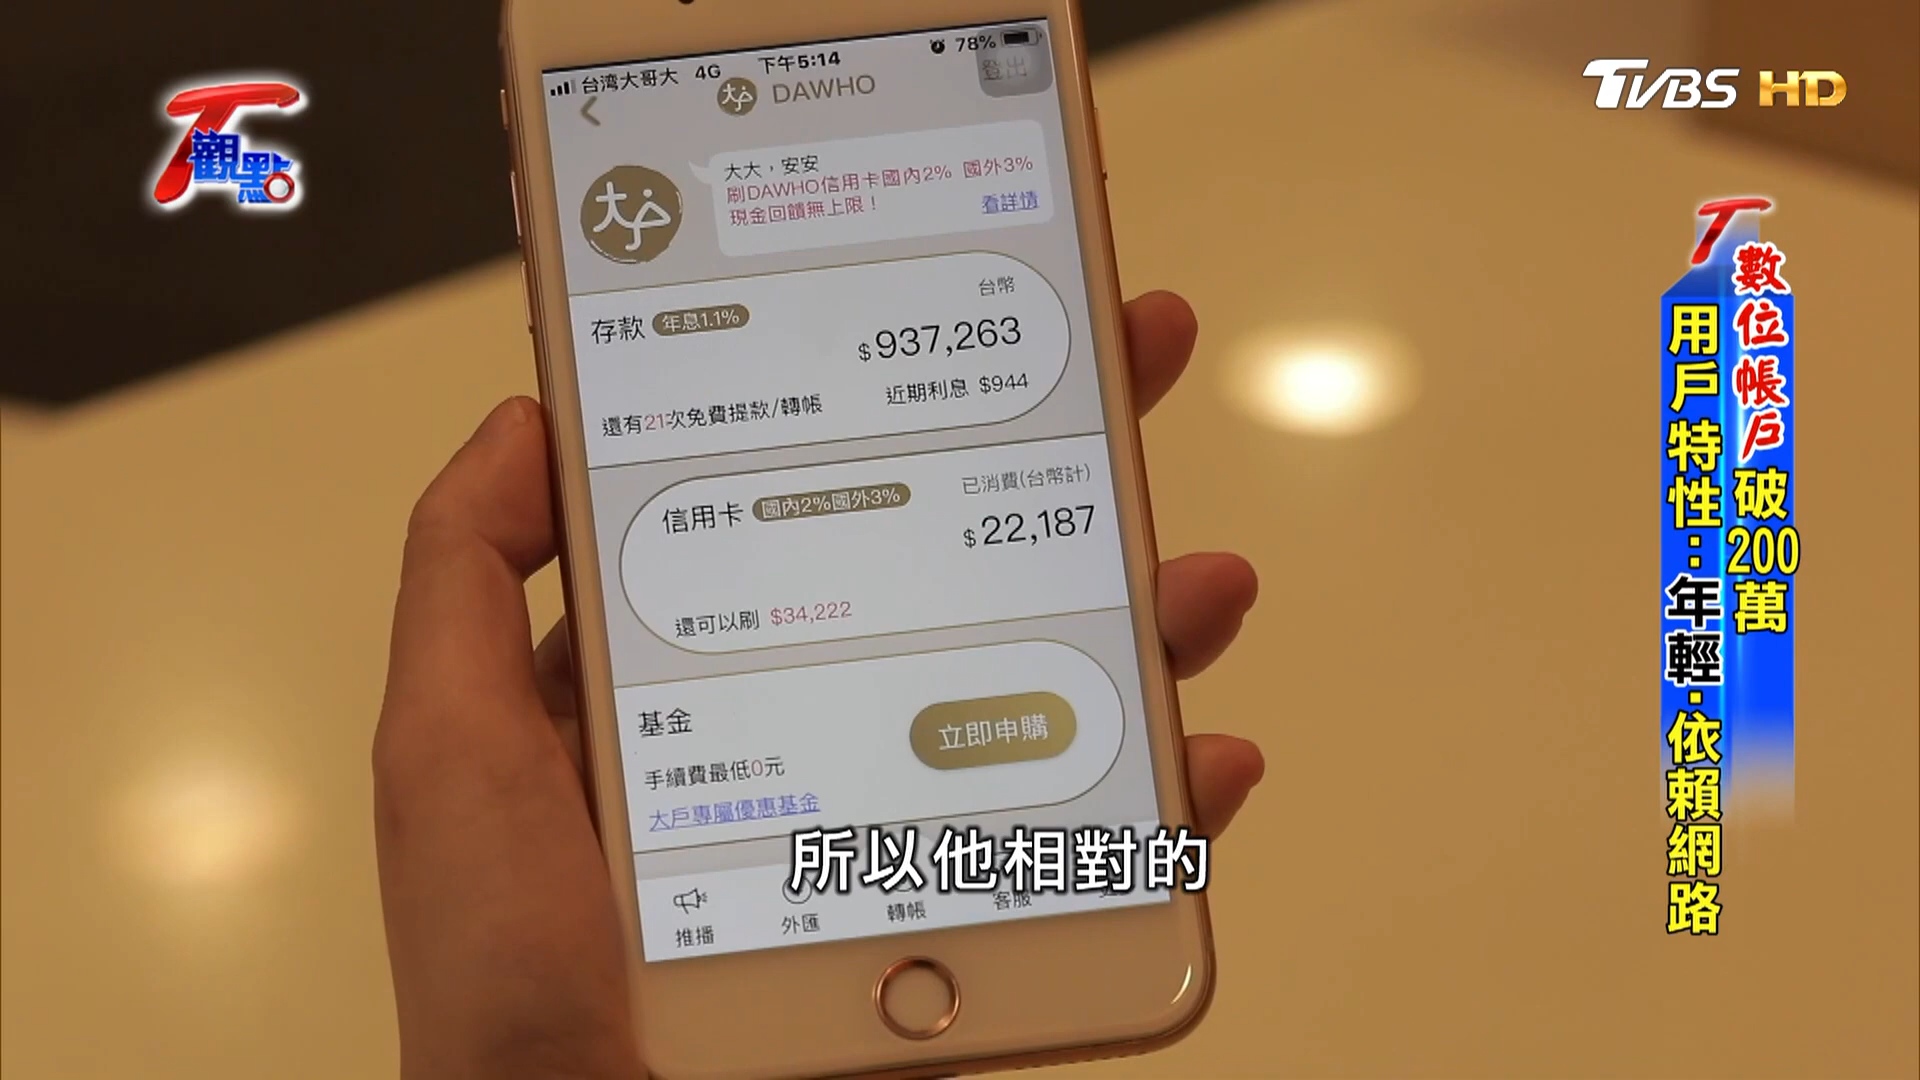 T觀點
TVBS HD
台湾大哥大 4G 下午5:14 78%
大戶 DAWHO 登出
大戶
大大，安安
刷DAWHO信用卡國內2% 國外3%
現金回饋無上限！ 看詳情
台幣
存款 年息1.1%
$937,263
還有21次免費提款/轉帳 近期利息 $944
信用卡 國內2%國外3% 已消費(台幣計)
$22,187
還可以刷 $34,222
基金 立即申購
手續費最低0元
大戶專屬優惠基金
推播 外匯 轉帳 客服
所以他相對的
T數位帳戶破200萬
用戶特性：年輕．依賴網路